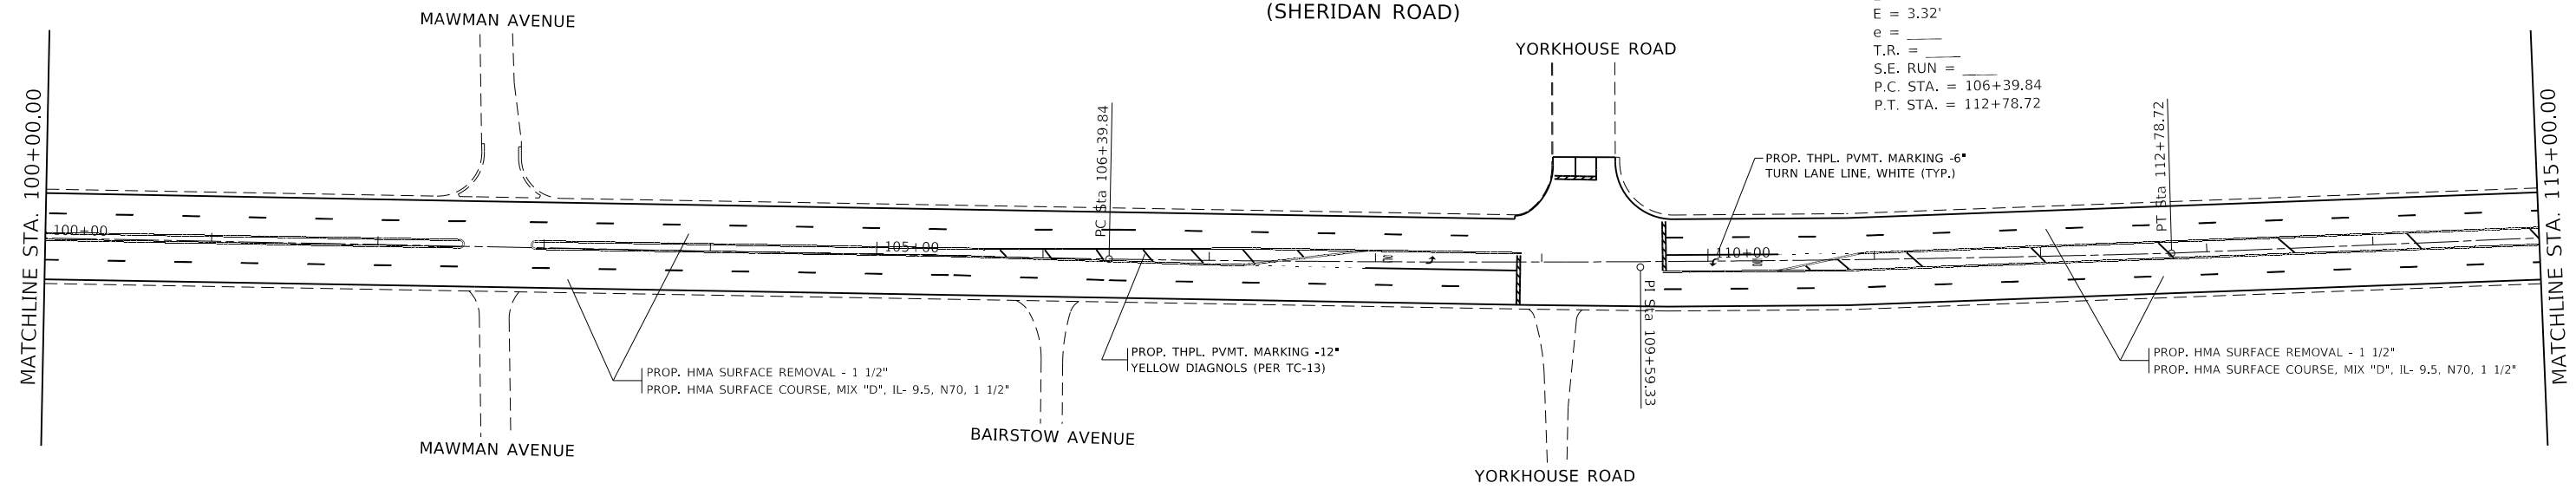 (SHERIDAN ROAD)
MAWMAN AVENUE
YORKHOUSE ROAD
E = 3.32'
e = ____
T.R. = ____
S.E. RUN = ____
P.C. STA. = 106+39.84
P.T. STA. = 112+78.72
MATCHLINE STA. 100+00.00
MATCHLINE STA. 115+00.00
PC Sta 106+39.84
PT Sta 112+78.72
PROP. THPL. PVMT. MARKING -6"
TURN LANE LINE, WHITE (TYP.)
100+00
105+00
110+00
PI Sta 109+59.33
PROP. HMA SURFACE REMOVAL - 1 1/2"
PROP. HMA SURFACE COURSE, MIX "D", IL- 9.5, N70, 1 1/2"
PROP. THPL. PVMT. MARKING -12"
YELLOW DIAGNOLS (PER TC-13)
PROP. HMA SURFACE REMOVAL - 1 1/2"
PROP. HMA SURFACE COURSE, MIX "D", IL- 9.5, N70, 1 1/2"
MAWMAN AVENUE
BAIRSTOW AVENUE
YORKHOUSE ROAD